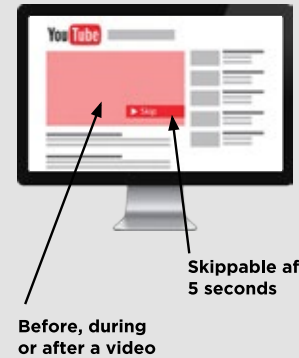 YouTube
Skip
Skippable af
5 seconds
Before, during
or after a video